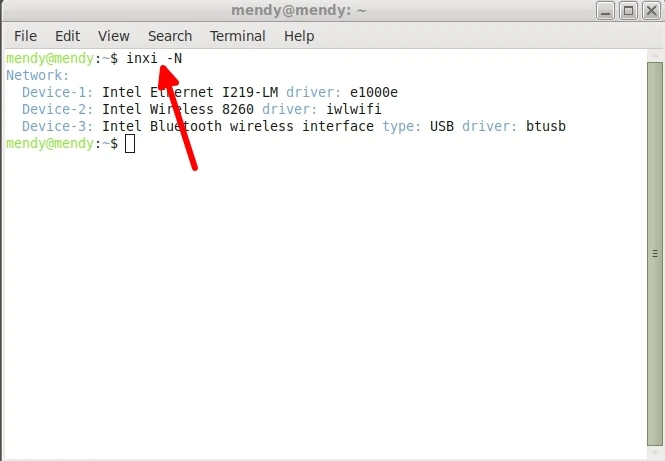 mendy@mendy: ~
File Edit View Search Terminal Help
mendy@mendy:~$ inxi -N
Network:
Device-1: Intel Ethernet I219-LM driver: e1000e
Device-2: Intel Wireless 8260 driver: iwlwifi
Device-3: Intel Bluetooth wireless interface type: USB driver: btusb
mendy@mendy:~$